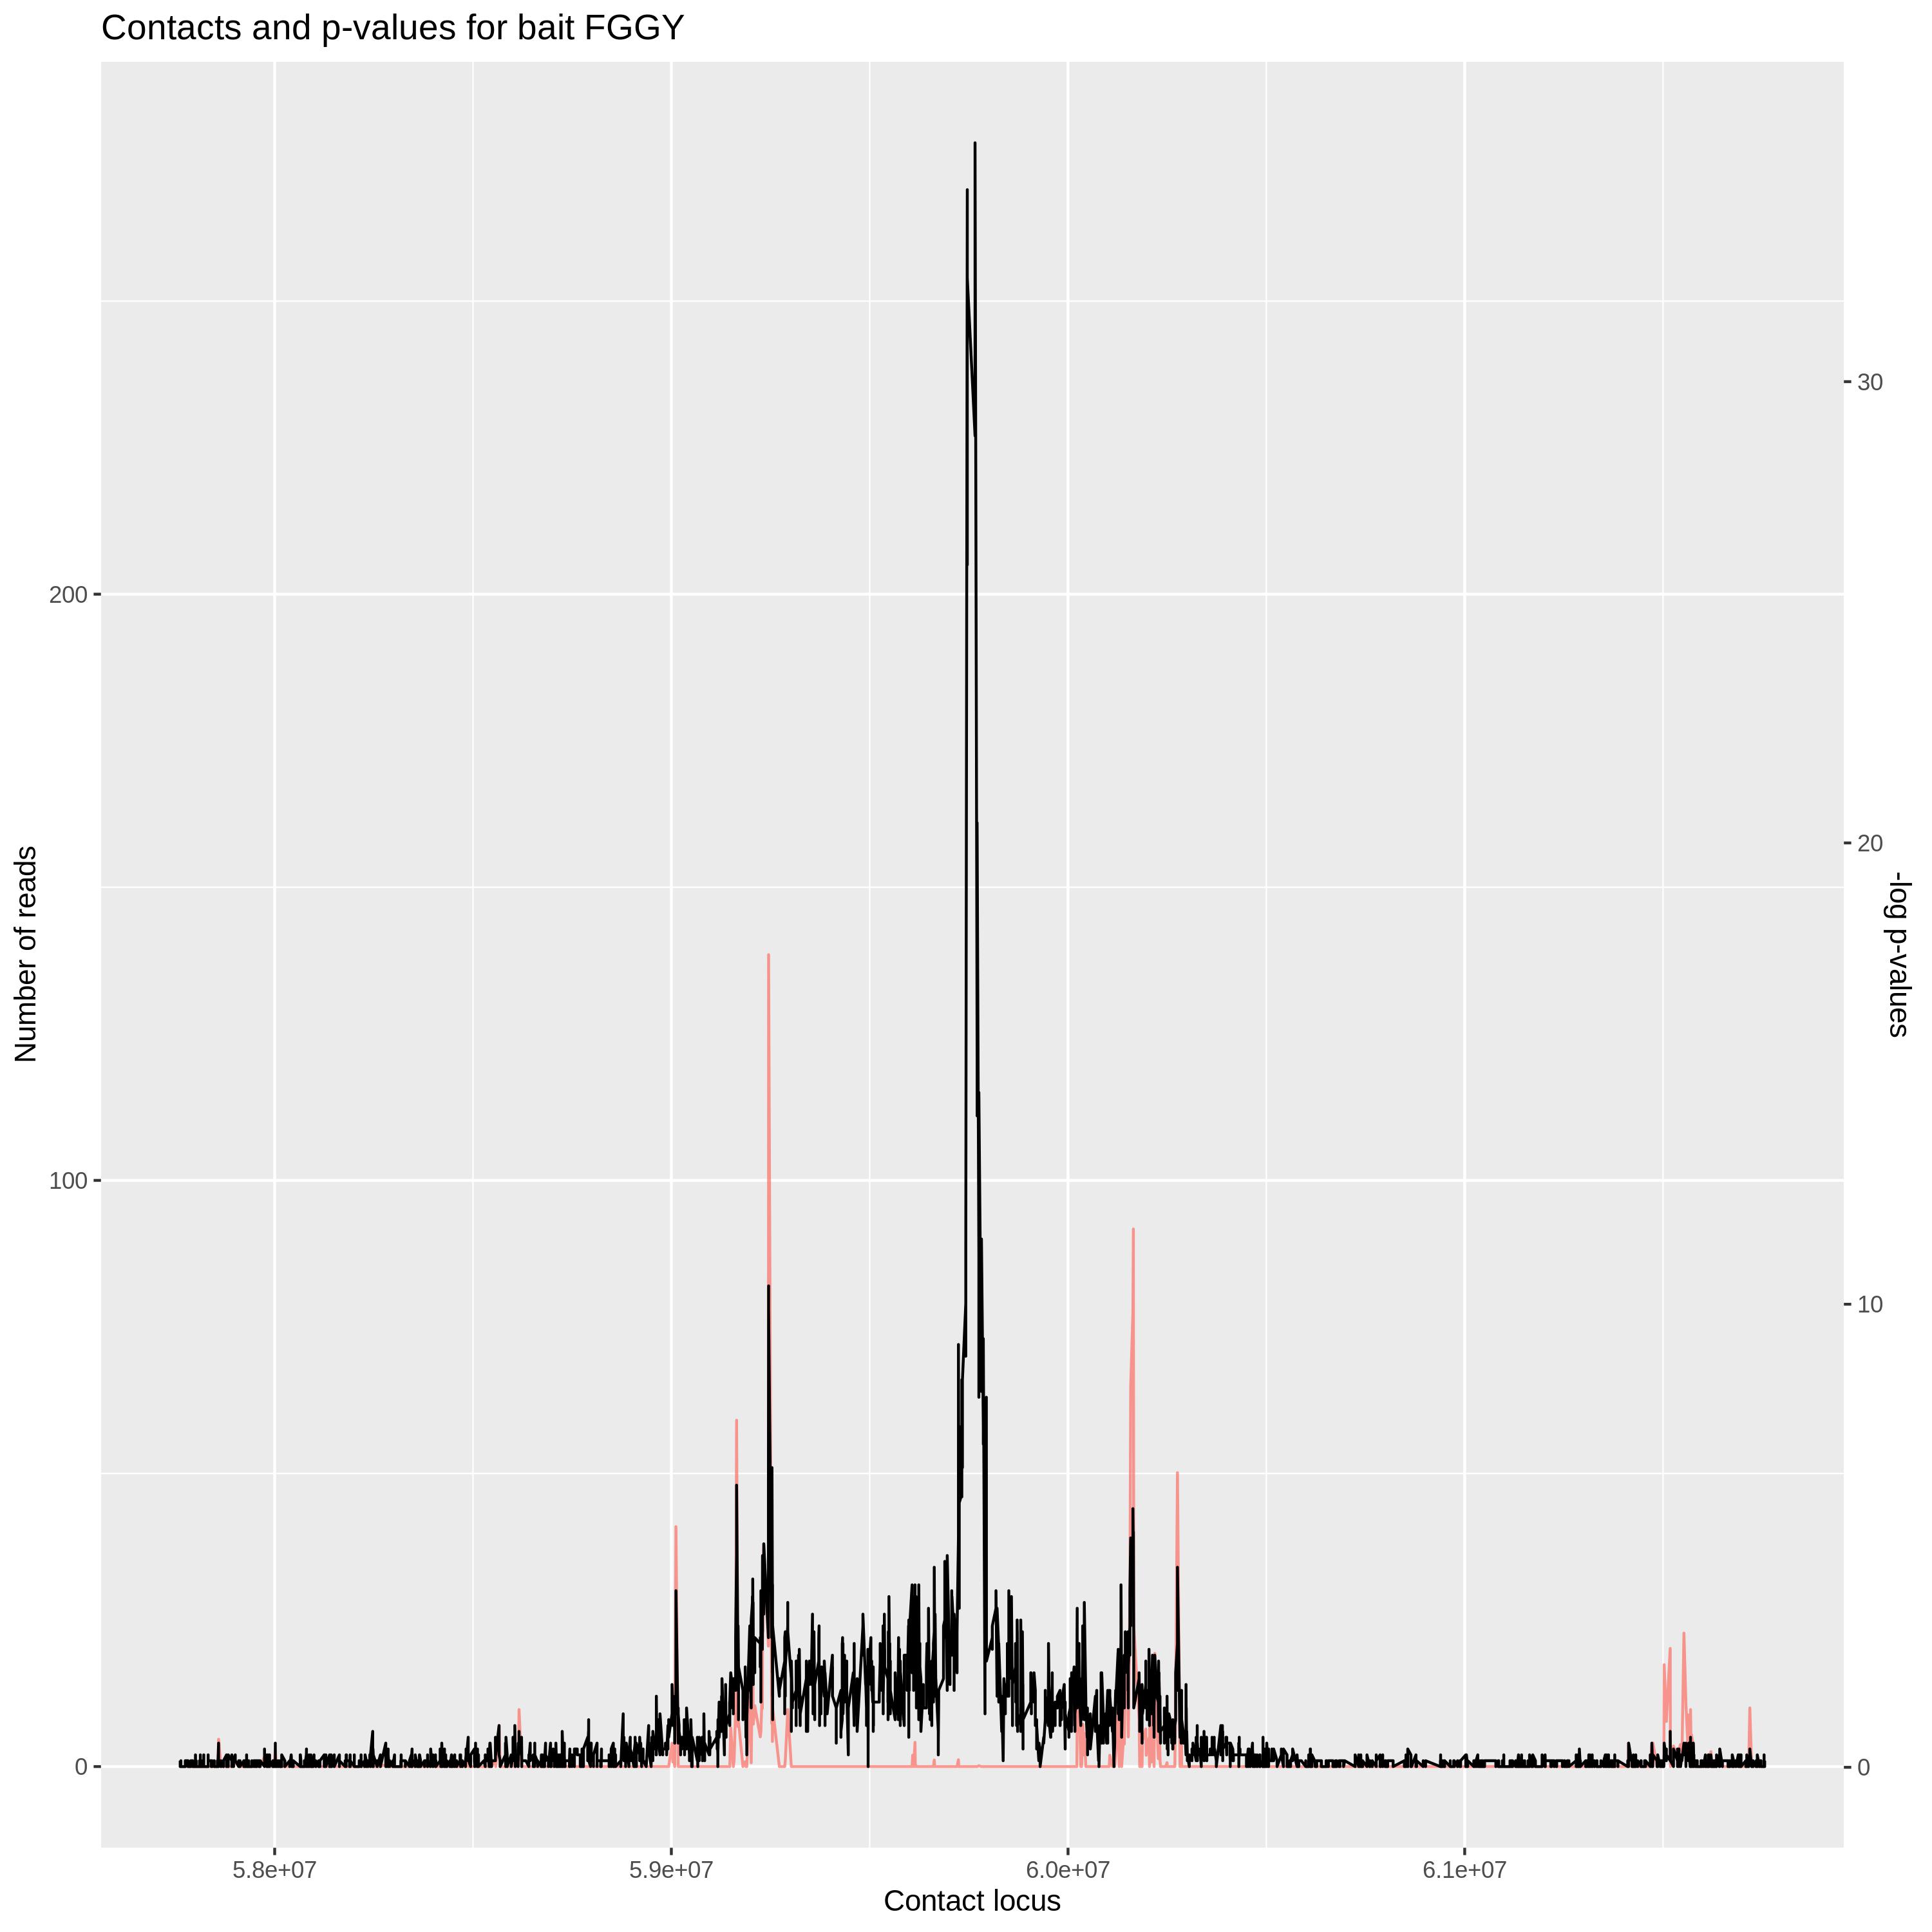 Contacts and p-values for bait FGGY
Number of reads
200
100
0
30
20
10
0
-log p-values
5.8e+07
5.9e+07
6.0e+07
6.1e+07
Contact locus